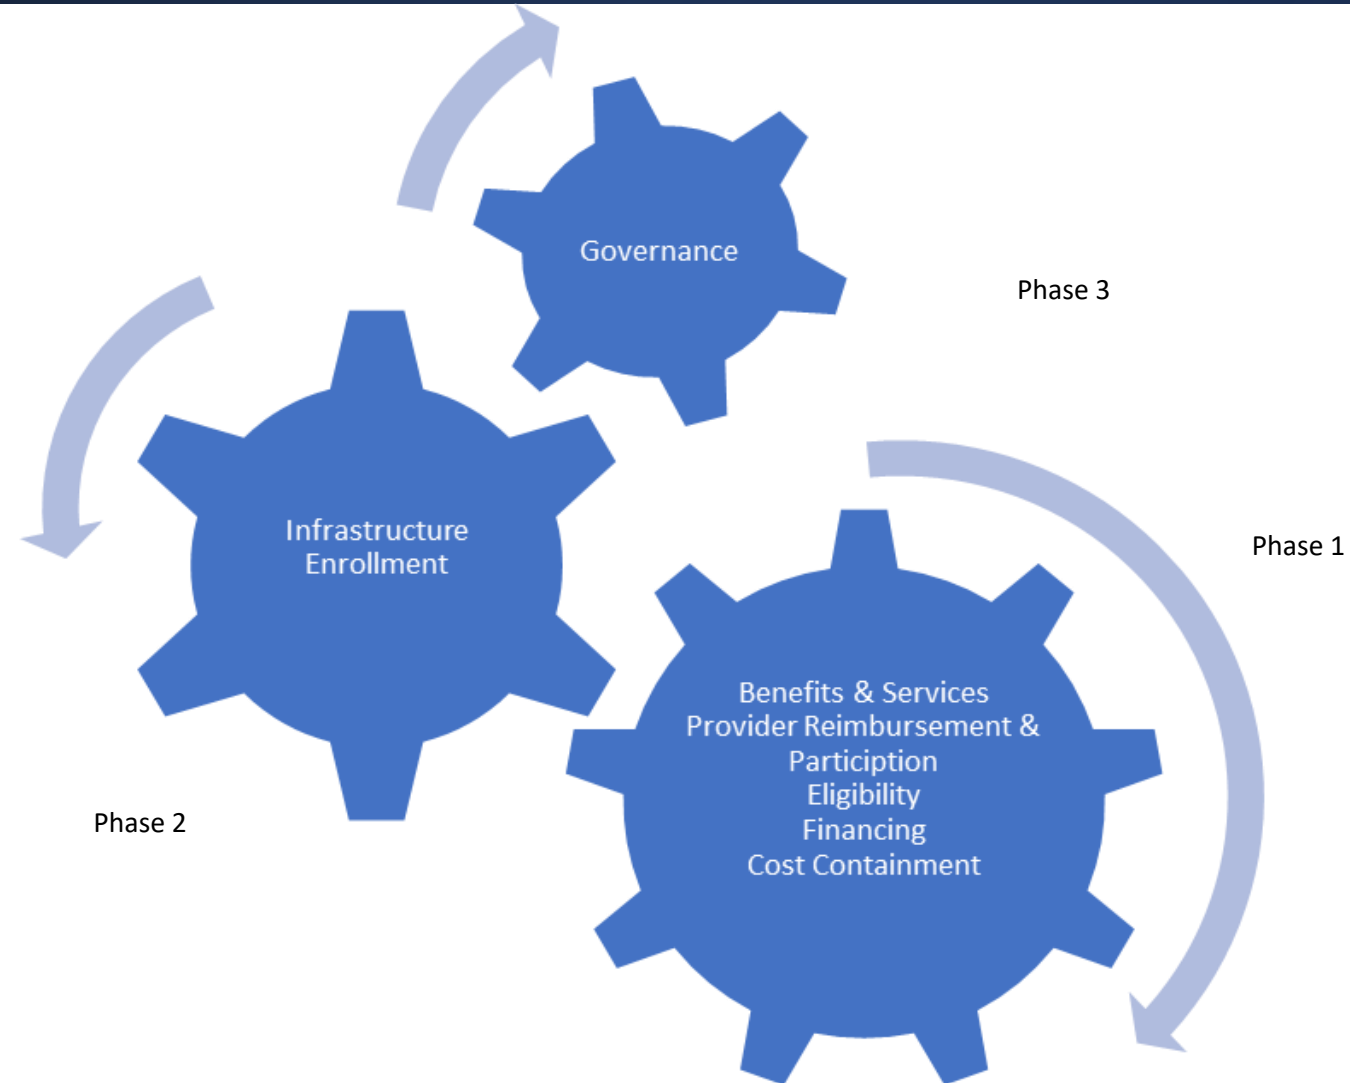 Governance
Phase 3
Infrastructure
Enrollment
Phase 1
Benefits & Services
Provider Reimbursement &
Particiption
Eligibility
Financing
Cost Containment
Phase 2